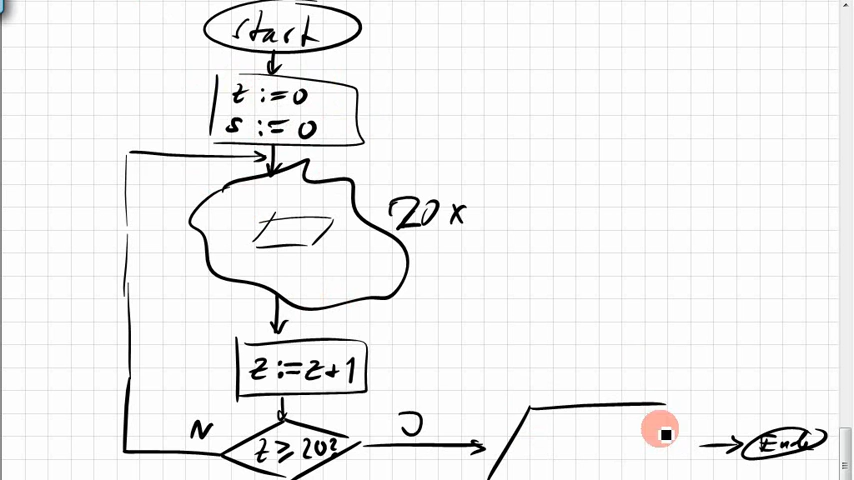 start
z := 0
s := 0
20 x
z := z + 1
N
z ≥ 20?
J
Ende